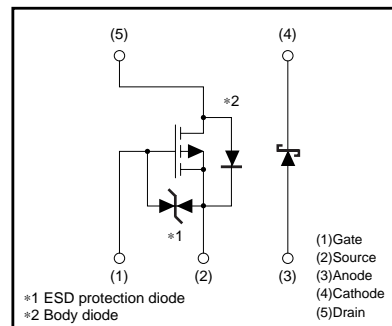 (5) (4)
∗2
∗1
(1) (2) (3)
(1)Gate
(2)Source
(3)Anode
(4)Cathode
(5)Drain
∗1 ESD protection diode
∗2 Body diode